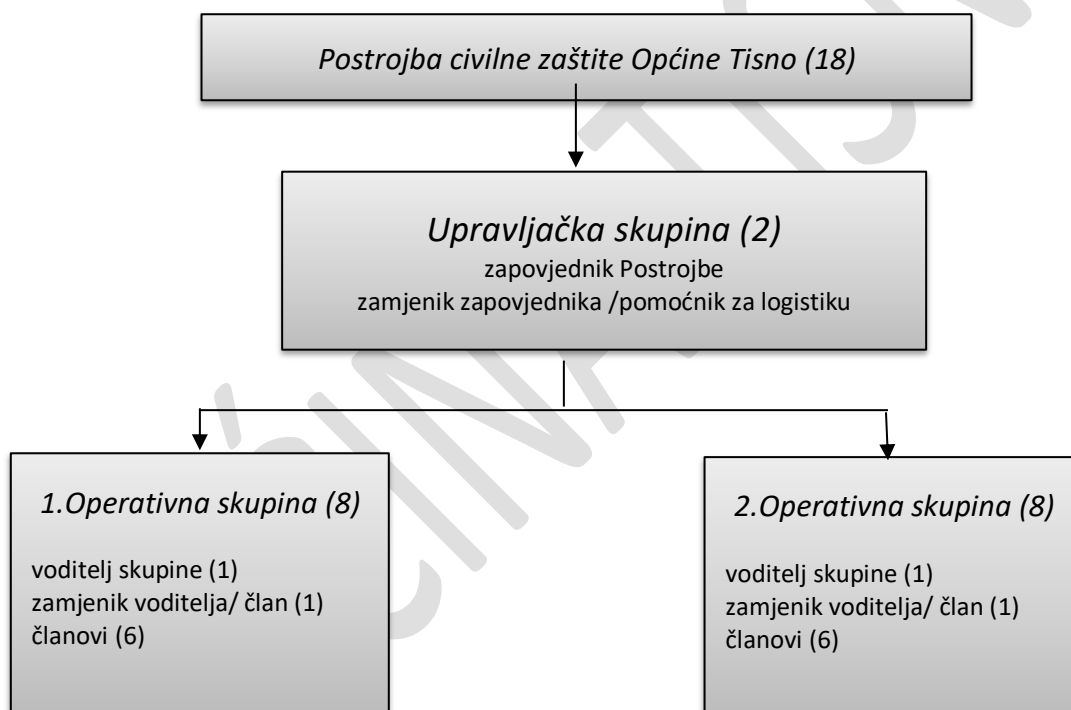 Postrojba civilne zaštite Općine Tisno (18)
Upravljačka skupina (2)
zapovjednik Postrojbe
zamjenik zapovjednika /pomoćnik za logistiku
1.Operativna skupina (8)
voditelj skupine (1)
zamjenik voditelja/ član (1)
članovi (6)
2.Operativna skupina (8)
voditelj skupine (1)
zamjenik voditelja/ član (1)
članovi (6)